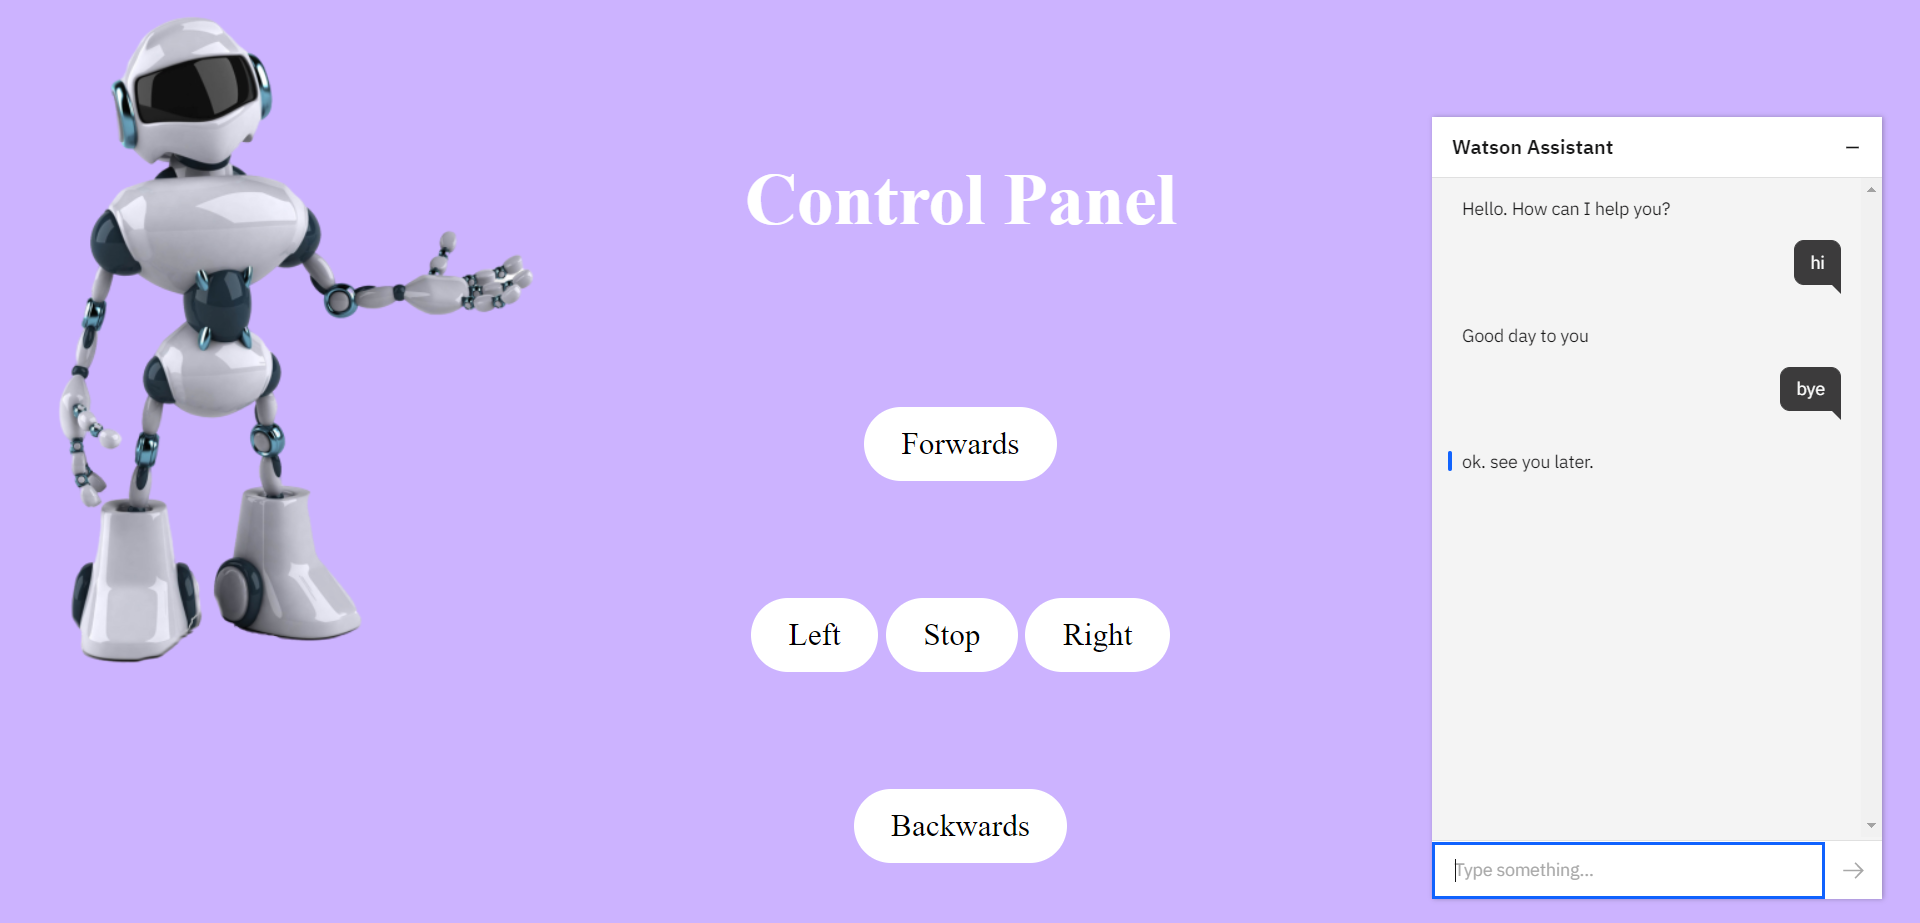 Control Panel
Forwards
Left
Stop
Right
Backwards
Watson Assistant
Hello. How can I help you?
hi
Good day to you
bye
ok. see you later.
Type something...